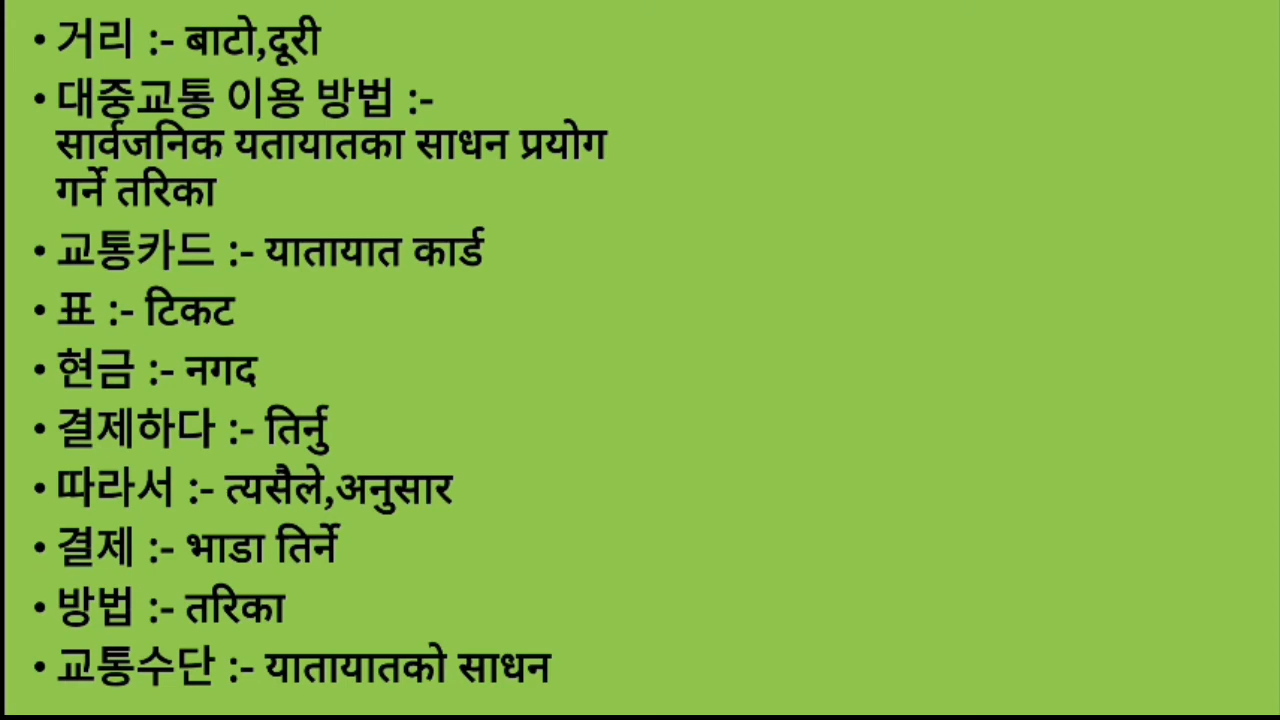 • 거리 :- बाटो,दूरी
• 대중교통 이용 방법 :-
सार्वजनिक यतायातका साधन प्रयोग
गर्ने तरिका
• 교통카드 :- यातायात कार्ड
• 표 :- टिकट
• 현금 :- नगद
• 결제하다 :- तिर्नु
• 따라서 :- त्यसैले,अनुसार
• 결제 :- भाडा तिर्ने
• 방법 :- तरिका
• 교통수단 :- यातायातको साधन